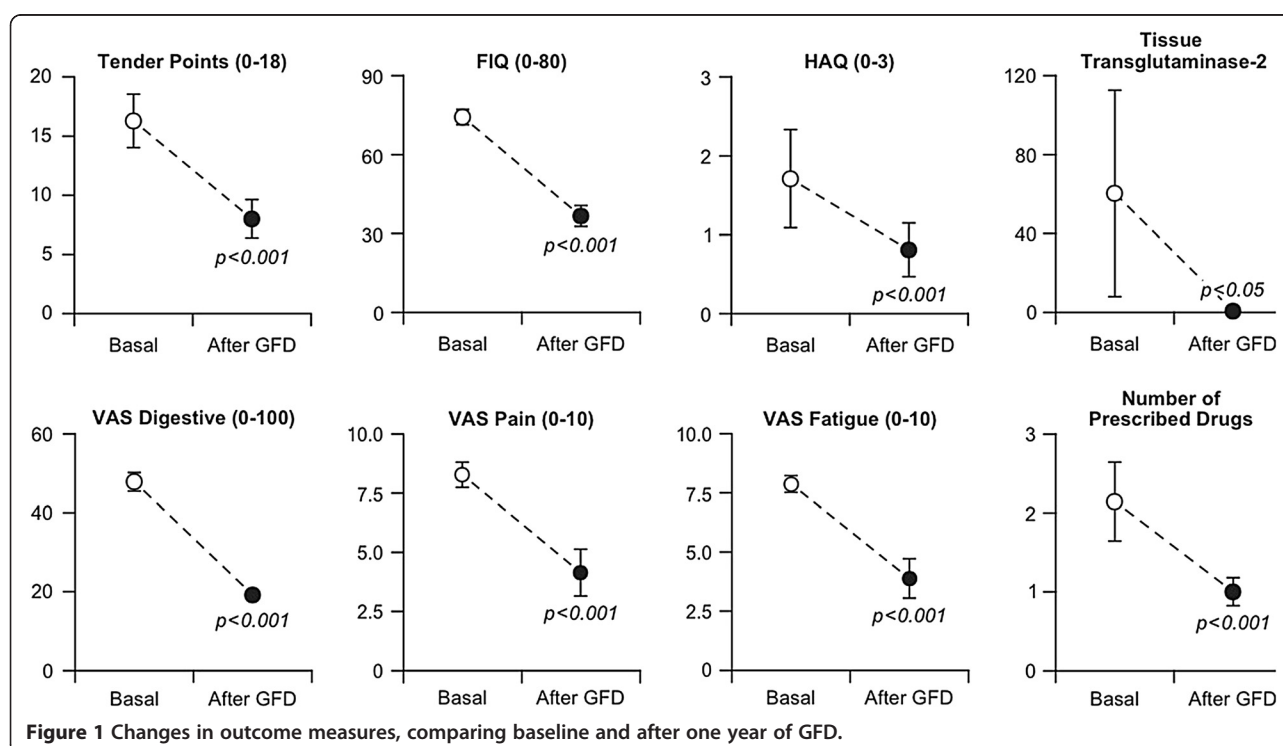 Tender Points (0-18)
20
15
10
5
0
p<0.001
Basal
After GFD
FIQ (0-80)
90
60
30
0
p<0.001
Basal
After GFD
HAQ (0-3)
3
2
1
0
p<0.001
Basal
After GFD
Tissue
Transglutaminase-2
120
80
40
0
p<0.05
Basal
After GFD
VAS Digestive (0-100)
60
40
20
0
p<0.001
Basal
After GFD
VAS Pain (0-10)
10.0
7.5
5.0
2.5
0
p<0.001
Basal
After GFD
VAS Fatigue (0-10)
10.0
7.5
5.0
2.5
0
p<0.001
Basal
After GFD
Number of
Prescribed Drugs
3
2
1
0
p<0.001
Basal
After GFD
Figure 1 Changes in outcome measures, comparing baseline and after one year of GFD.